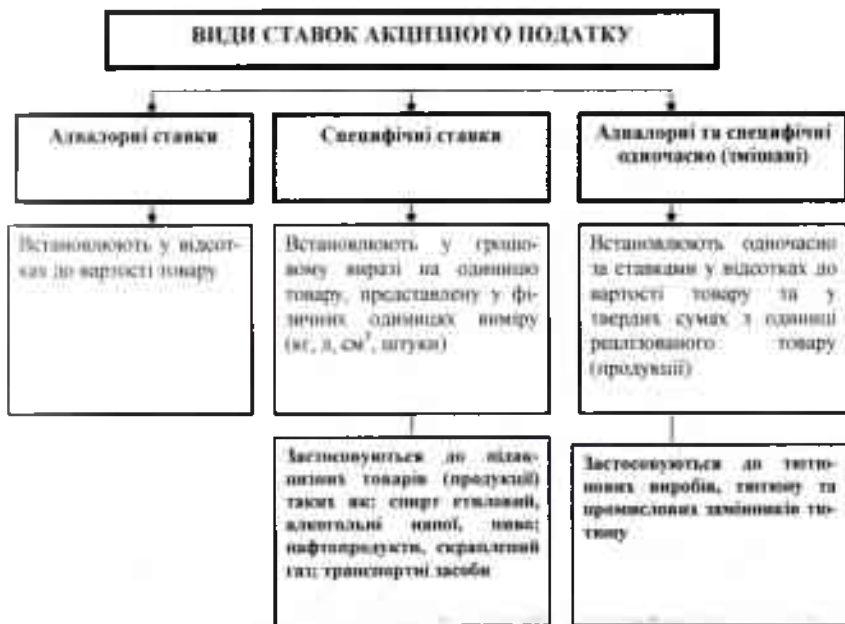 ВИДИ СТАВОК АКЦИЗНОГО ПОДАТКУ
Адвалорні ставки
Специфічні ставки
Адвалорні та специфічні
одночасно (змішані)
Встановлюють у відсот-
ках до вартості товару
Встановлюють у грошо-
вому виразі на одиницю
товару, представлену у фі-
зичних одиницях виміру
(кг, л, см³, штуки)
Встановлюють одночасно
за ставками у відсотках до
вартості товару та у
твердих сумах з одиниці
реалізованого товару
(продукції)
Застосовуються до підак-
цизних товарів (продукції)
таких як: спирт етиловий,
алкогольні напої, пиво;
нафтопродукти, скраплений
газ; транспортні засоби
Застосовуються до тютю-
нових виробів, тютюну та
промислових замінників тю-
тюну